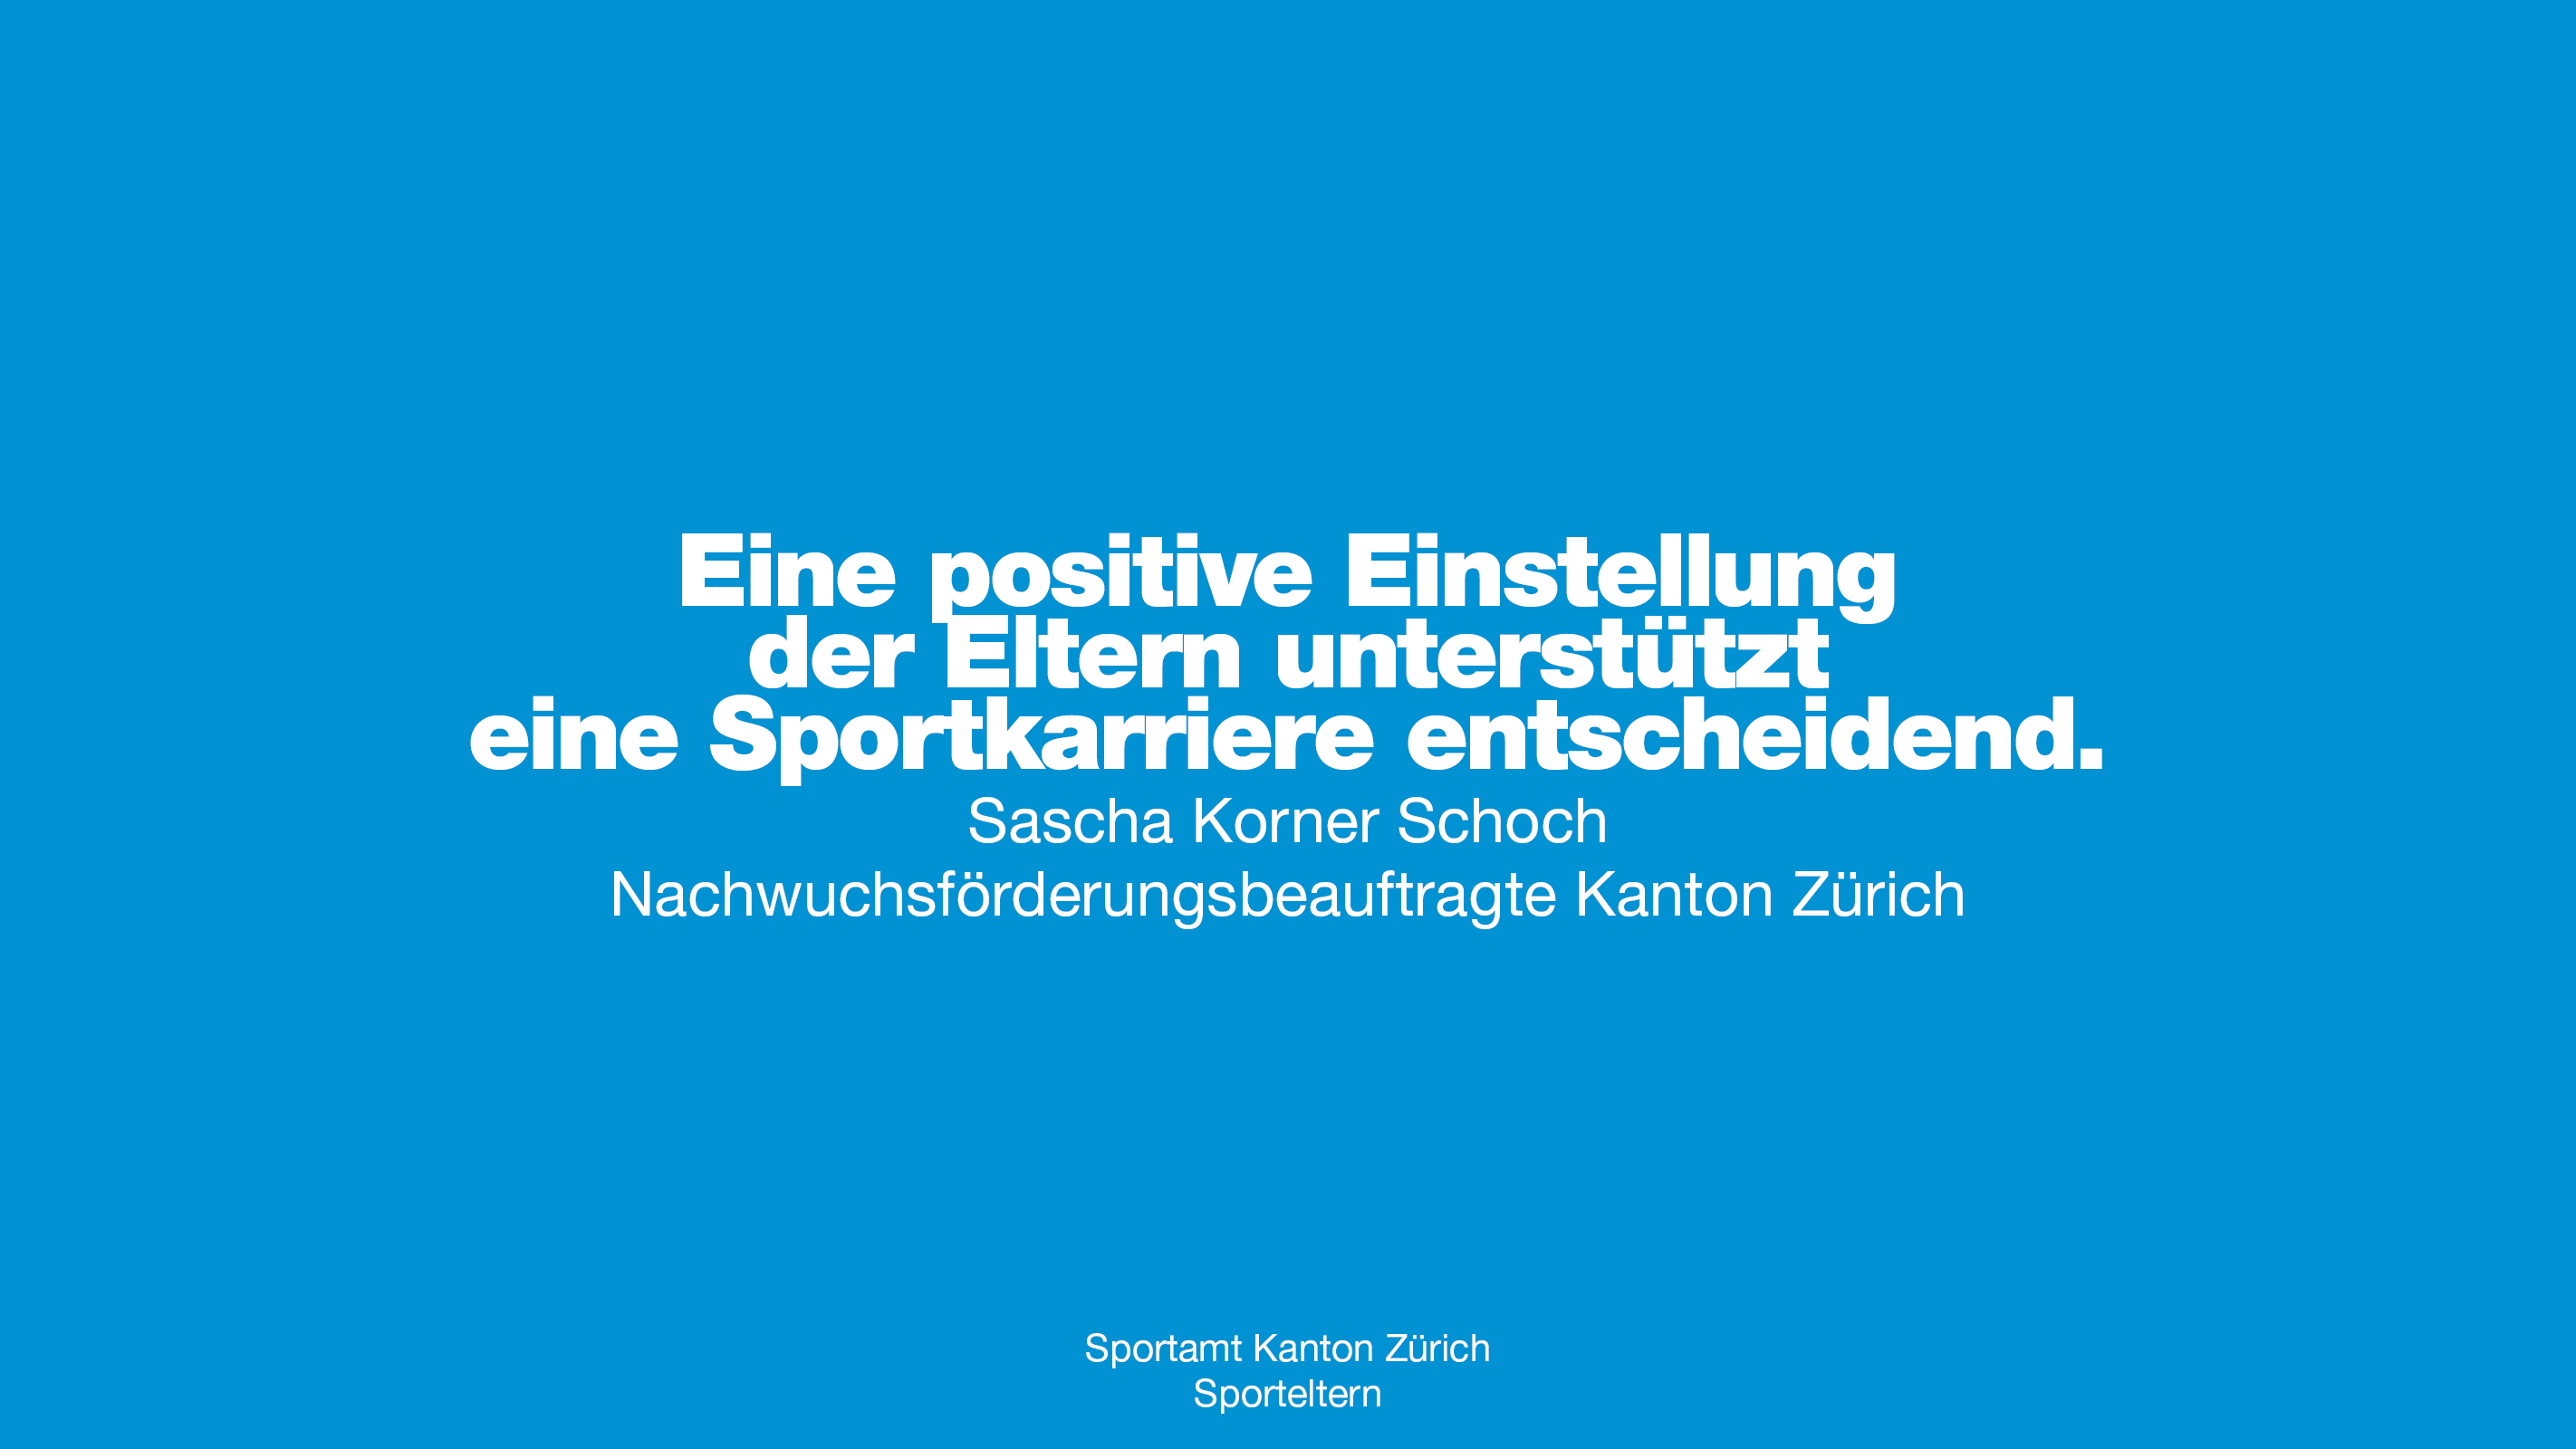 Eine positive Einstellung
der Eltern unterstützt
eine Sportkarriere entscheidend.
Sascha Korner Schoch
Nachwuchsförderungsbeauftragte Kanton Zürich
Sportamt Kanton Zürich
Sporteltern